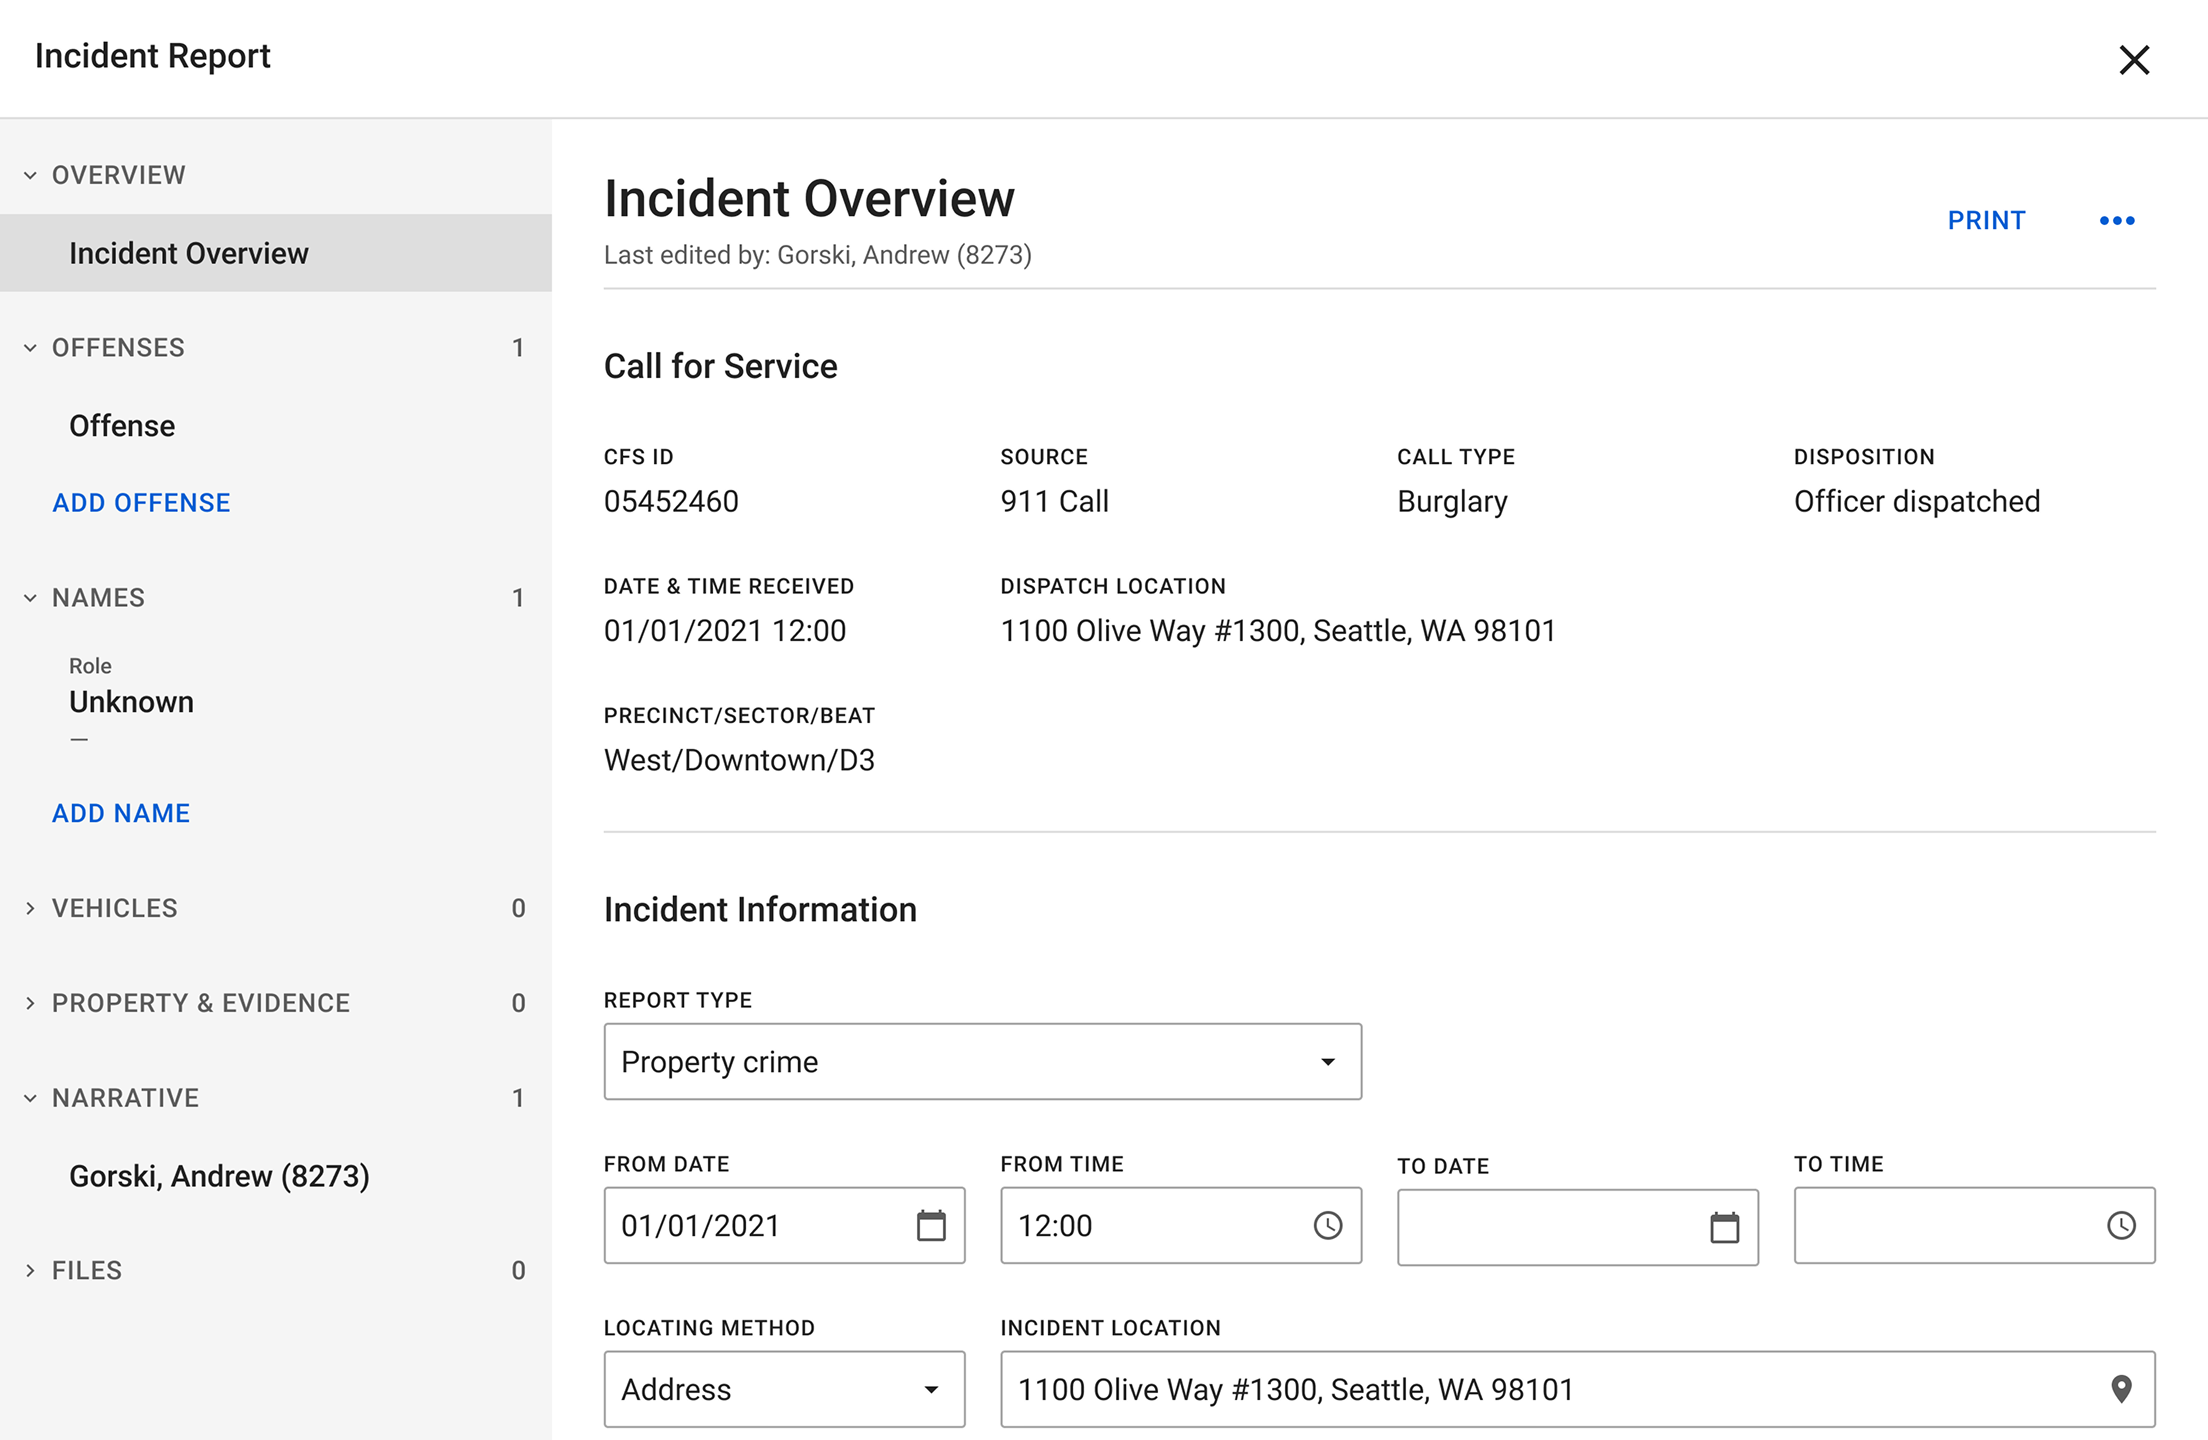 Incident Report
OVERVIEW
Incident Overview
OFFENSES 1
Offense
ADD OFFENSE
NAMES 1
Role
Unknown
—
ADD NAME
VEHICLES 0
PROPERTY & EVIDENCE 0
NARRATIVE 1
Gorski, Andrew (8273)
FILES 0
Incident Overview
Last edited by: Gorski, Andrew (8273)
PRINT
Call for Service
CFS ID SOURCE CALL TYPE DISPOSITION
05452460 911 Call Burglary Officer dispatched
DATE & TIME RECEIVED DISPATCH LOCATION
01/01/2021 12:00 1100 Olive Way #1300, Seattle, WA 98101
PRECINCT/SECTOR/BEAT
West/Downtown/D3
Incident Information
REPORT TYPE
Property crime
FROM DATE FROM TIME TO DATE TO TIME
01/01/2021 12:00
LOCATING METHOD INCIDENT LOCATION
Address 1100 Olive Way #1300, Seattle, WA 98101